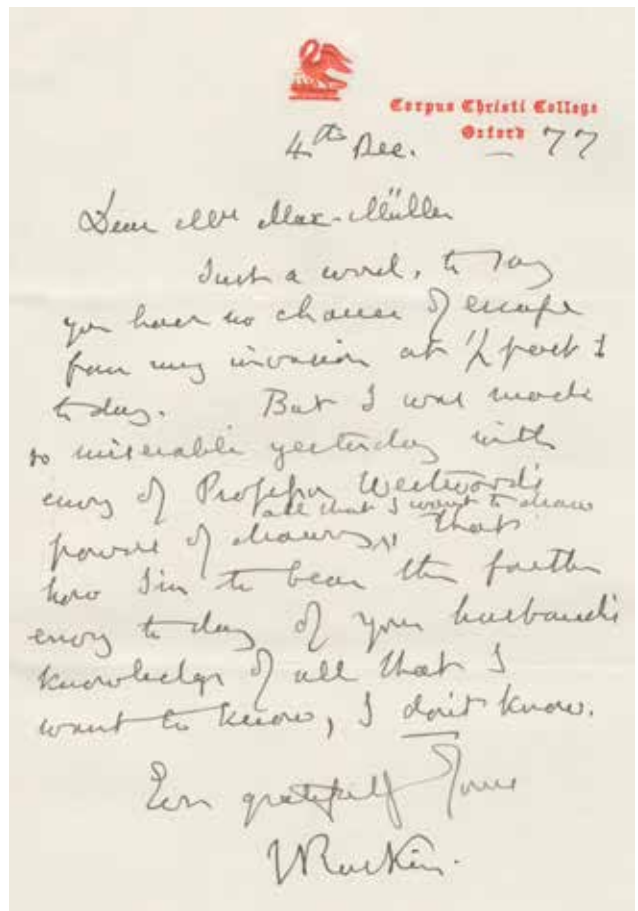 Corpus Christi College
Oxford
4th Dec. 77
Dear Mrs Max-Müller
Just a word, to say
you have no chance of escape
from my invasion at ½ past 1
today. But I was made
so miserable yesterday with
envy of Professor Westwood's
all that I want to draw
powers of drawing, that
how I'm to bear the further
envy today of your husband's
knowledge of all that I
want to know, I don't know.
Ever gratefully Yours
J Ruskin.